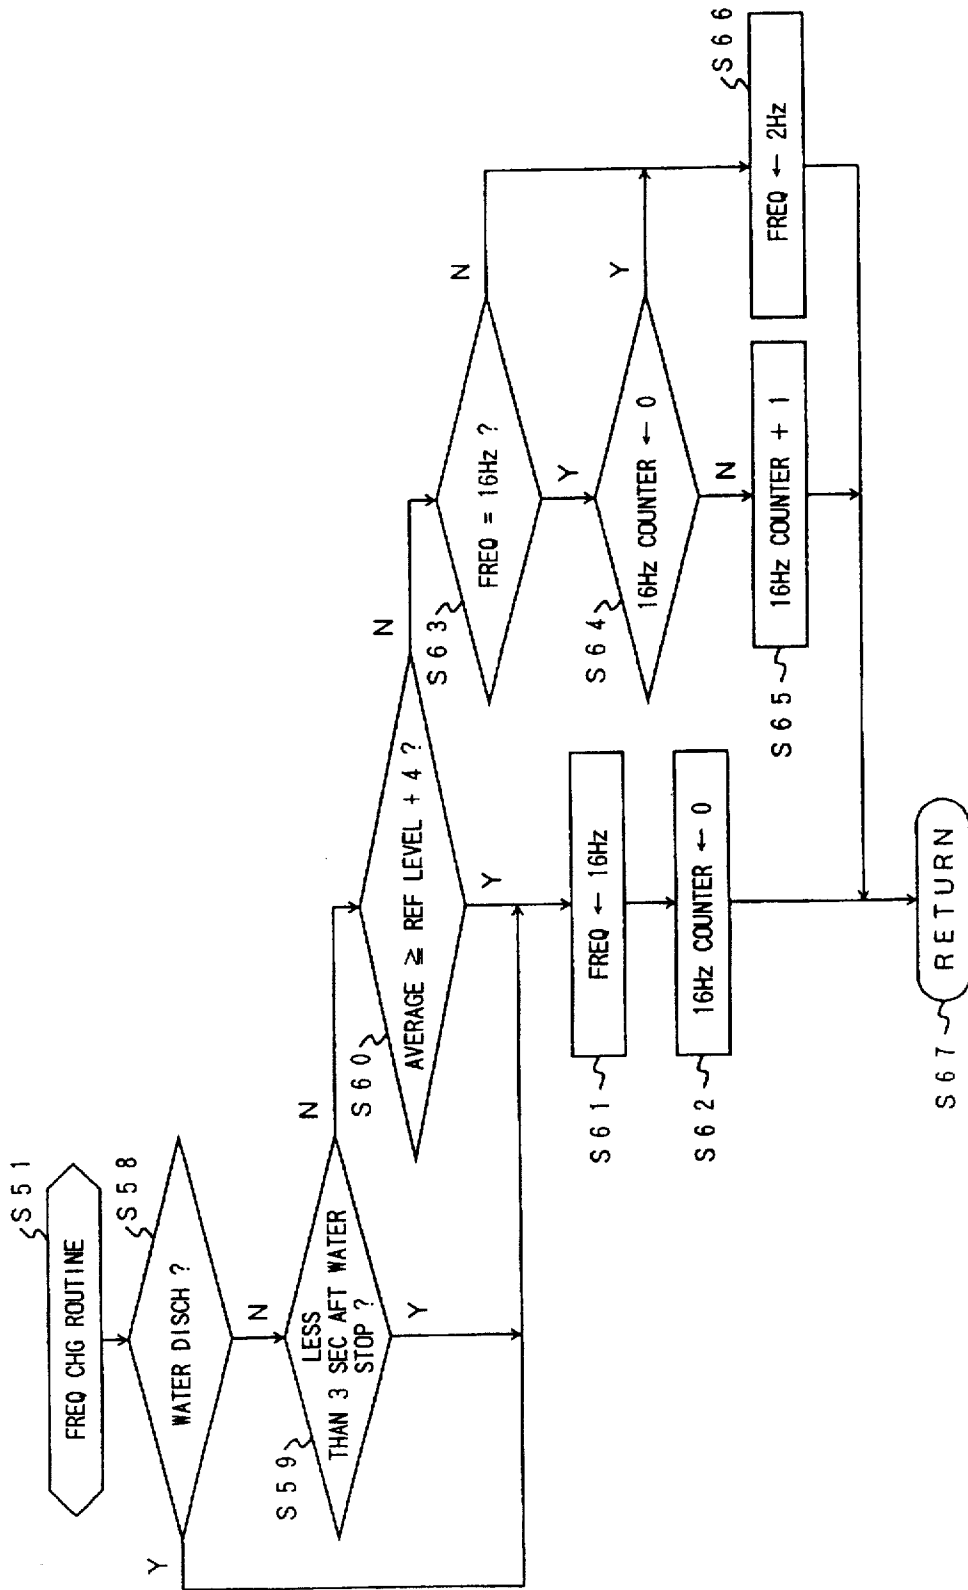 S51
FREQ CHG ROUTINE
S58
WATER DISCH ?
Y
N
S59
LESS
THAN 3 SEC AFT WATER
STOP ?
N
Y
S60
AVERAGE ≧ REF LEVEL + 4 ?
N
Y
S61
FREQ ← 16Hz
S62
16Hz COUNTER ← 0
S63
FREQ = 16Hz ?
N
Y
S64
16Hz COUNTER ← 0
Y
N
S65
16Hz COUNTER + 1
S66
FREQ ← 2Hz
S67
RETURN